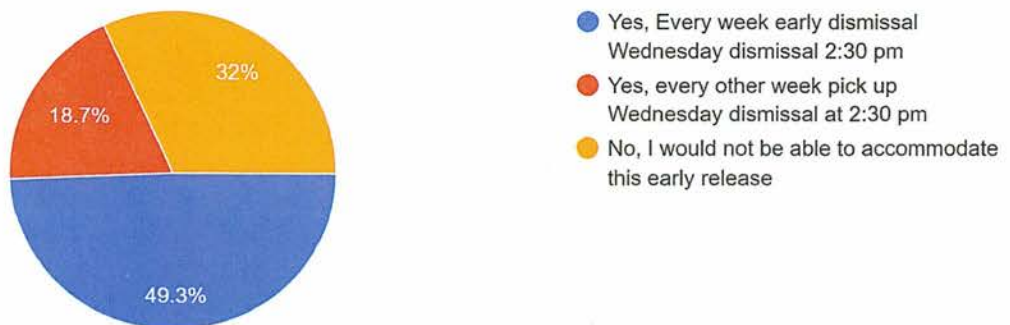 32%
18.7%
49.3%
Yes, Every week early dismissal
Wednesday dismissal 2:30 pm
Yes, every other week pick up
Wednesday dismissal at 2:30 pm
No, I would not be able to accommodate
this early release